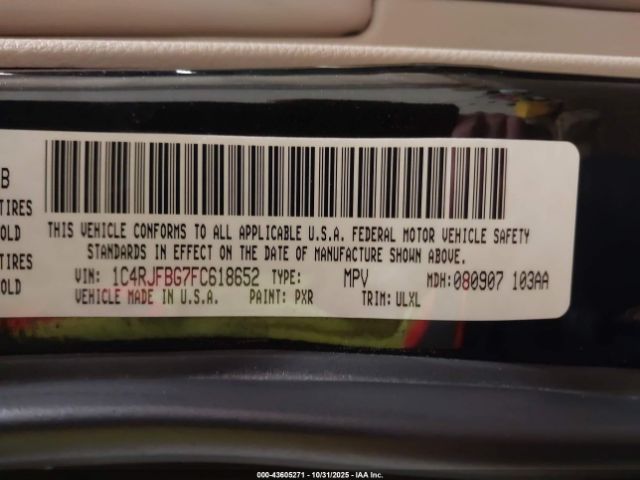 B
TIRES
OLD
TIRES
OLD
THIS VEHICLE CONFORMS TO ALL APPLICABLE U.S.A. FEDERAL MOTOR VEHICLE SAFETY
STANDARDS IN EFFECT ON THE DATE OF MANUFACTURE SHOWN ABOVE.
VIN: 1C4RJFBG7FC618652 TYPE: MPV MDH:080907 103AA
VEHICLE MADE IN U.S.A. PAINT: PXR TRIM: ULXL
000-43605271 - 10/31/2025 - IAA Inc.